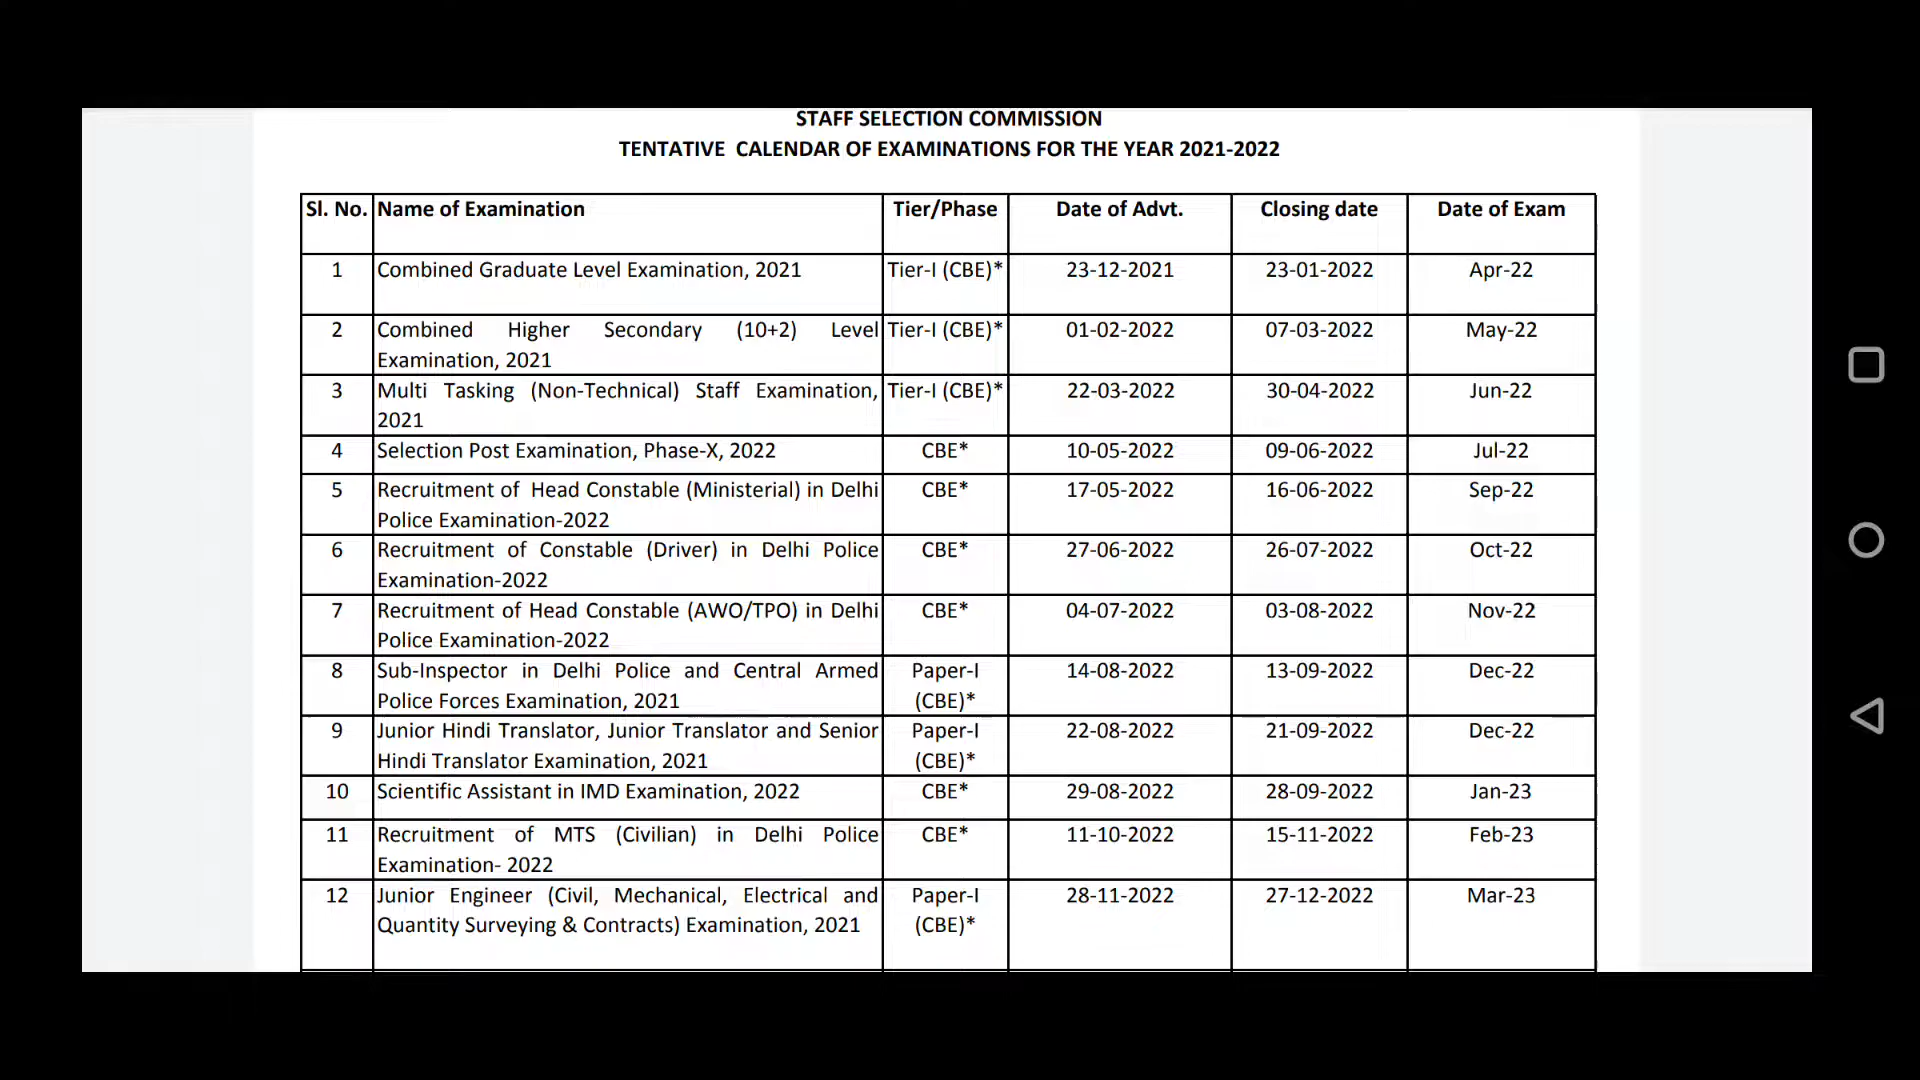 STAFF SELECTION COMMISSION
TENTATIVE CALENDAR OF EXAMINATIONS FOR THE YEAR 2021-2022
Sl. No. Name of Examination Tier/Phase Date of Advt. Closing date Date of Exam
1 Combined Graduate Level Examination, 2021 Tier-I (CBE)* 23-12-2021 23-01-2022 Apr-22
2 Combined Higher Secondary (10+2) Level Tier-I (CBE)* 01-02-2022 07-03-2022 May-22
Examination, 2021
3 Multi Tasking (Non-Technical) Staff Examination, Tier-I (CBE)* 22-03-2022 30-04-2022 Jun-22
2021
4 Selection Post Examination, Phase-X, 2022 CBE* 10-05-2022 09-06-2022 Jul-22
5 Recruitment of Head Constable (Ministerial) in Delhi CBE* 17-05-2022 16-06-2022 Sep-22
Police Examination-2022
6 Recruitment of Constable (Driver) in Delhi Police CBE* 27-06-2022 26-07-2022 Oct-22
Examination-2022
7 Recruitment of Head Constable (AWO/TPO) in Delhi CBE* 04-07-2022 03-08-2022 Nov-22
Police Examination-2022
8 Sub-Inspector in Delhi Police and Central Armed Paper-I 14-08-2022 13-09-2022 Dec-22
Police Forces Examination, 2021 (CBE)*
9 Junior Hindi Translator, Junior Translator and Senior Paper-I 22-08-2022 21-09-2022 Dec-22
Hindi Translator Examination, 2021 (CBE)*
10 Scientific Assistant in IMD Examination, 2022 CBE* 29-08-2022 28-09-2022 Jan-23
11 Recruitment of MTS (Civilian) in Delhi Police CBE* 11-10-2022 15-11-2022 Feb-23
Examination- 2022
12 Junior Engineer (Civil, Mechanical, Electrical and Paper-I 28-11-2022 27-12-2022 Mar-23
Quantity Surveying & Contracts) Examination, 2021 (CBE)*